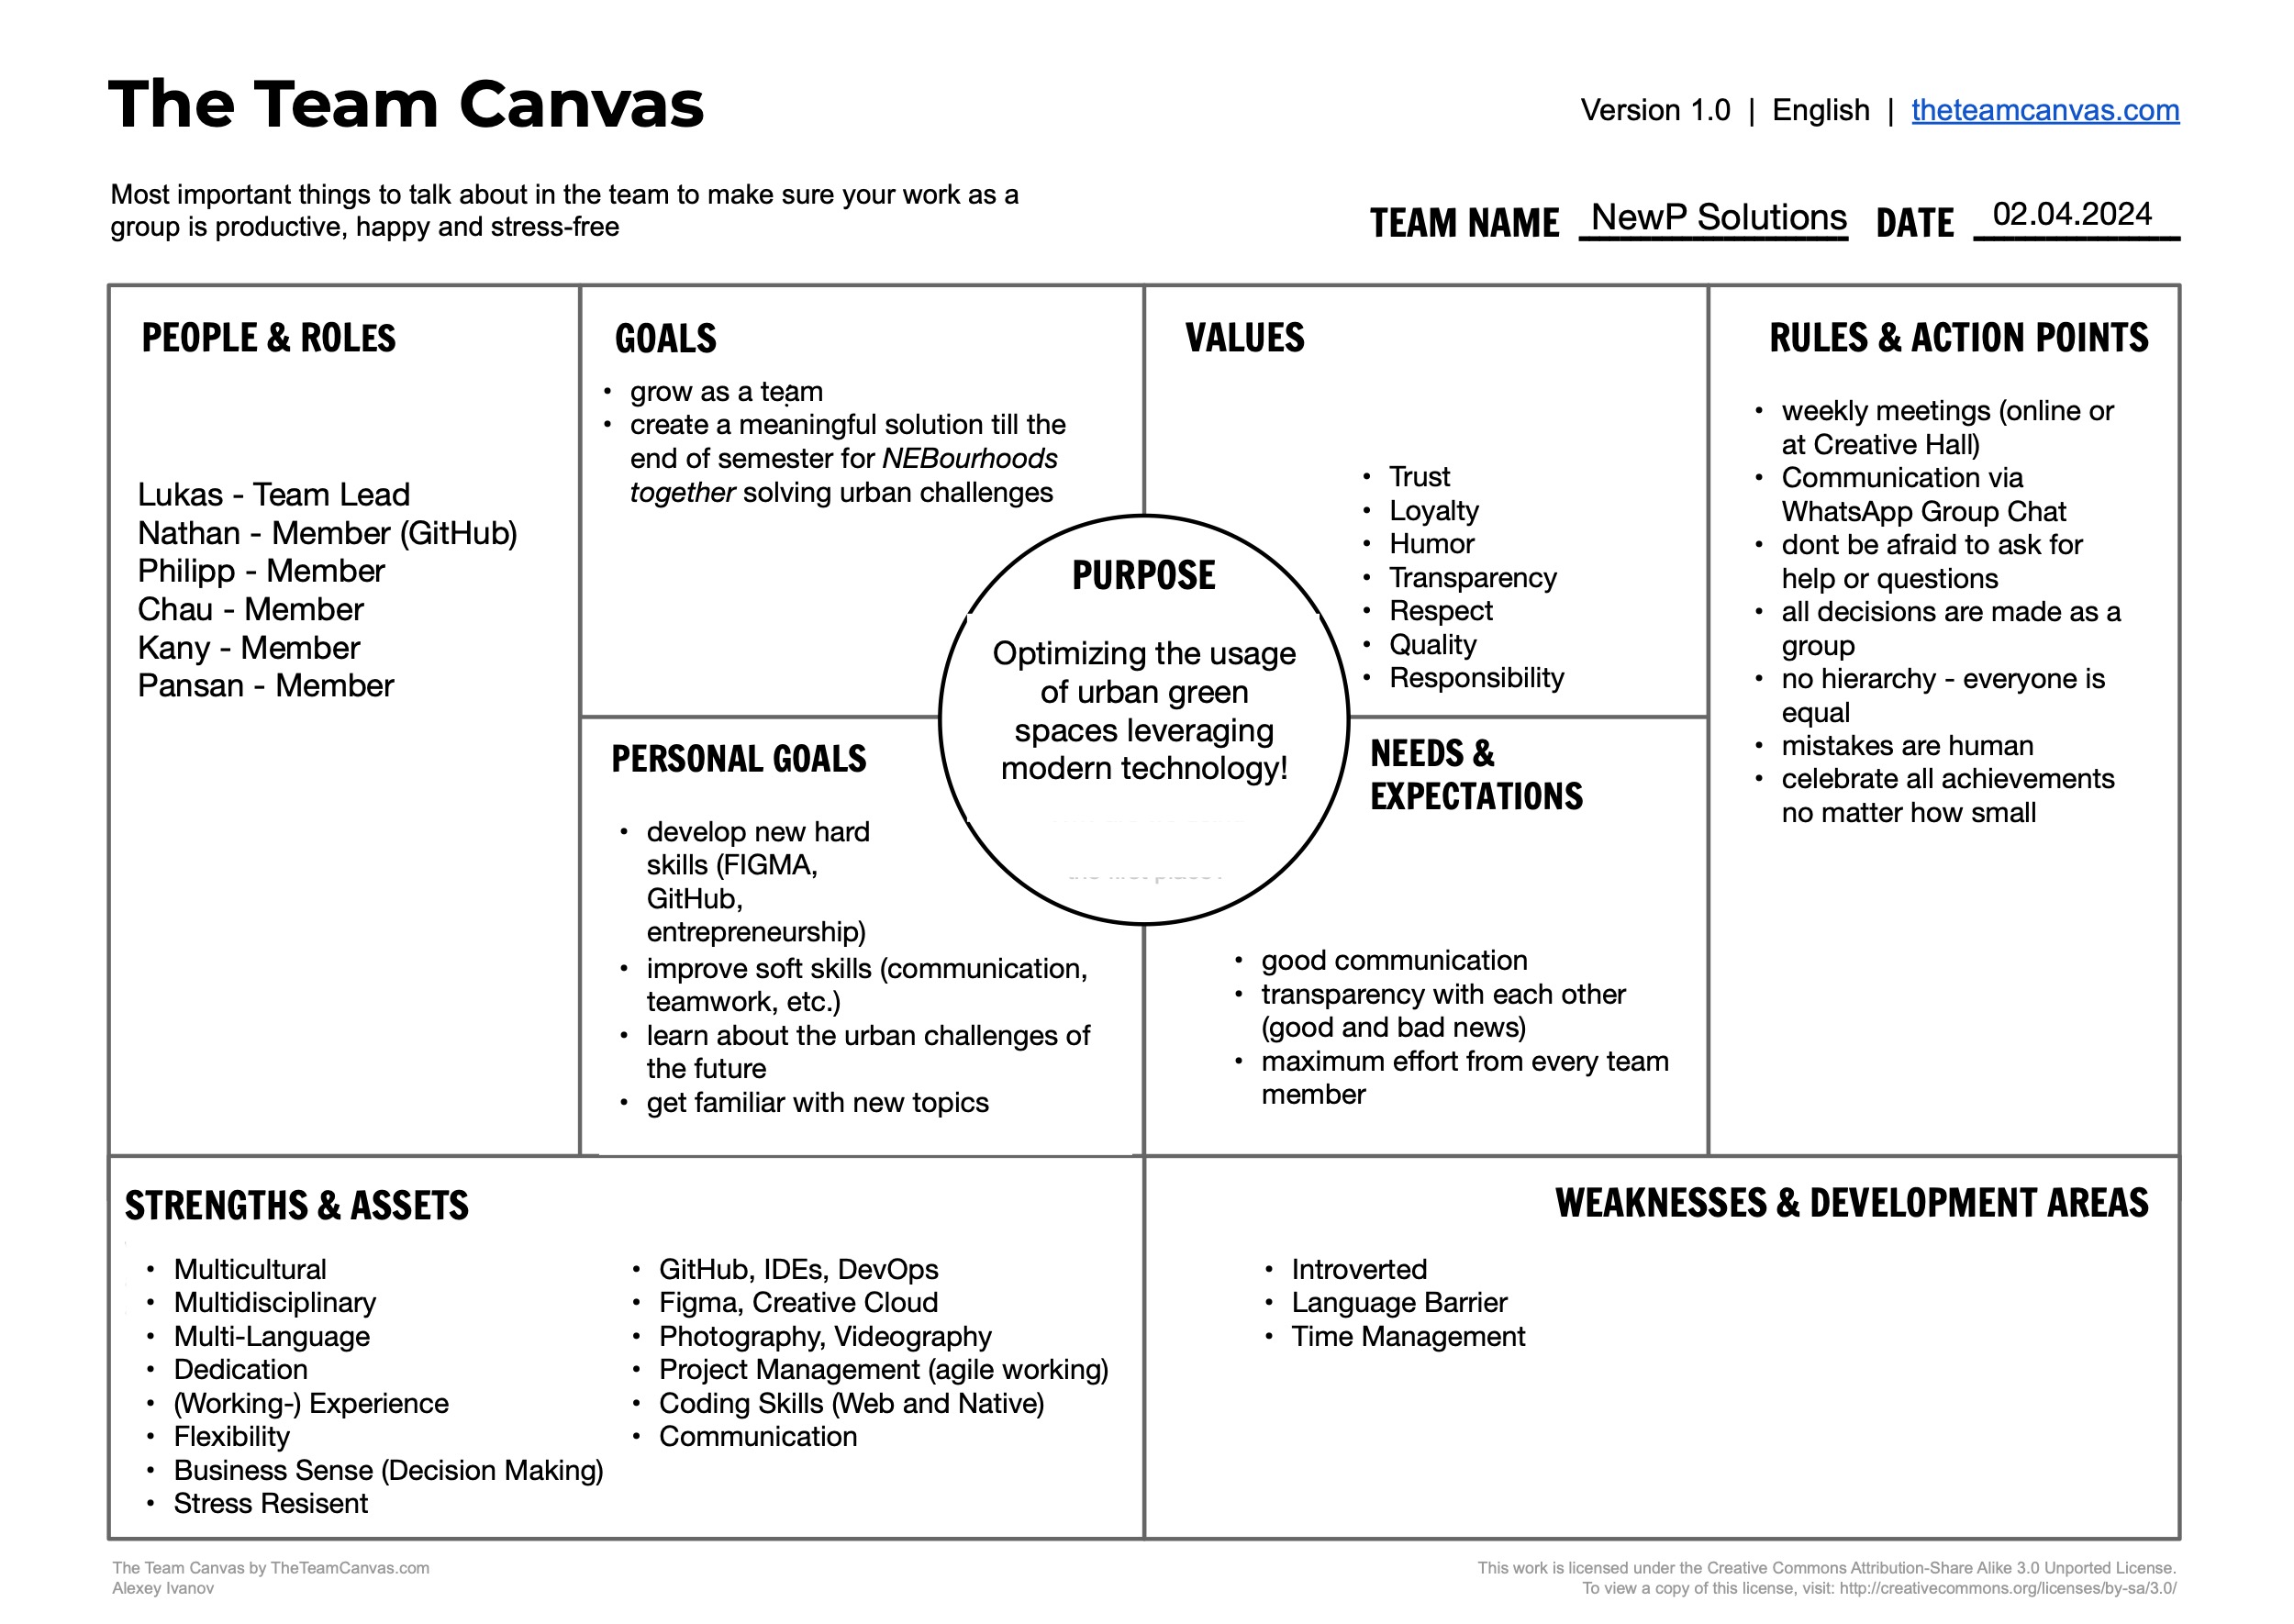 The Team Canvas
Version 1.0 | English | theteamcanvas.com
Most important things to talk about in the team to make sure your work as a
group is productive, happy and stress-free
TEAM NAME NewP Solutions DATE 02.04.2024
PEOPLE & ROLES
Lukas - Team Lead
Nathan - Member (GitHub)
Philipp - Member
Chau - Member
Kany - Member
Pansan - Member
GOALS
• grow as a team
• create a meaningful solution till the
end of semester for NEBourhoods
together solving urban challenges
PURPOSE
Optimizing the usage
of urban green
spaces leveraging
modern technology!
VALUES
• Trust
• Loyalty
• Humor
• Transparency
• Respect
• Quality
• Responsibility
RULES & ACTION POINTS
• weekly meetings (online or
at Creative Hall)
• Communication via
WhatsApp Group Chat
• dont be afraid to ask for
help or questions
• all decisions are made as a
group
• no hierarchy - everyone is
equal
• mistakes are human
• celebrate all achievements
no matter how small
PERSONAL GOALS
• develop new hard
skills (FIGMA,
GitHub,
entrepreneurship)
• improve soft skills (communication,
teamwork, etc.)
• learn about the urban challenges of
the future
• get familiar with new topics
NEEDS &
EXPECTATIONS
• good communication
• transparency with each other
(good and bad news)
• maximum effort from every team
member
STRENGTHS & ASSETS
• Multicultural
• Multidisciplinary
• Multi-Language
• Dedication
• (Working-) Experience
• Flexibility
• Business Sense (Decision Making)
• Stress Resisent
• GitHub, IDEs, DevOps
• Figma, Creative Cloud
• Photography, Videography
• Project Management (agile working)
• Coding Skills (Web and Native)
• Communication
WEAKNESSES & DEVELOPMENT AREAS
• Introverted
• Language Barrier
• Time Management
The Team Canvas by TheTeamCanvas.com
Alexey Ivanov
This work is licensed under the Creative Commons Attribution-Share Alike 3.0 Unported License.
To view a copy of this license, visit: http://creativecommons.org/licenses/by-sa/3.0/